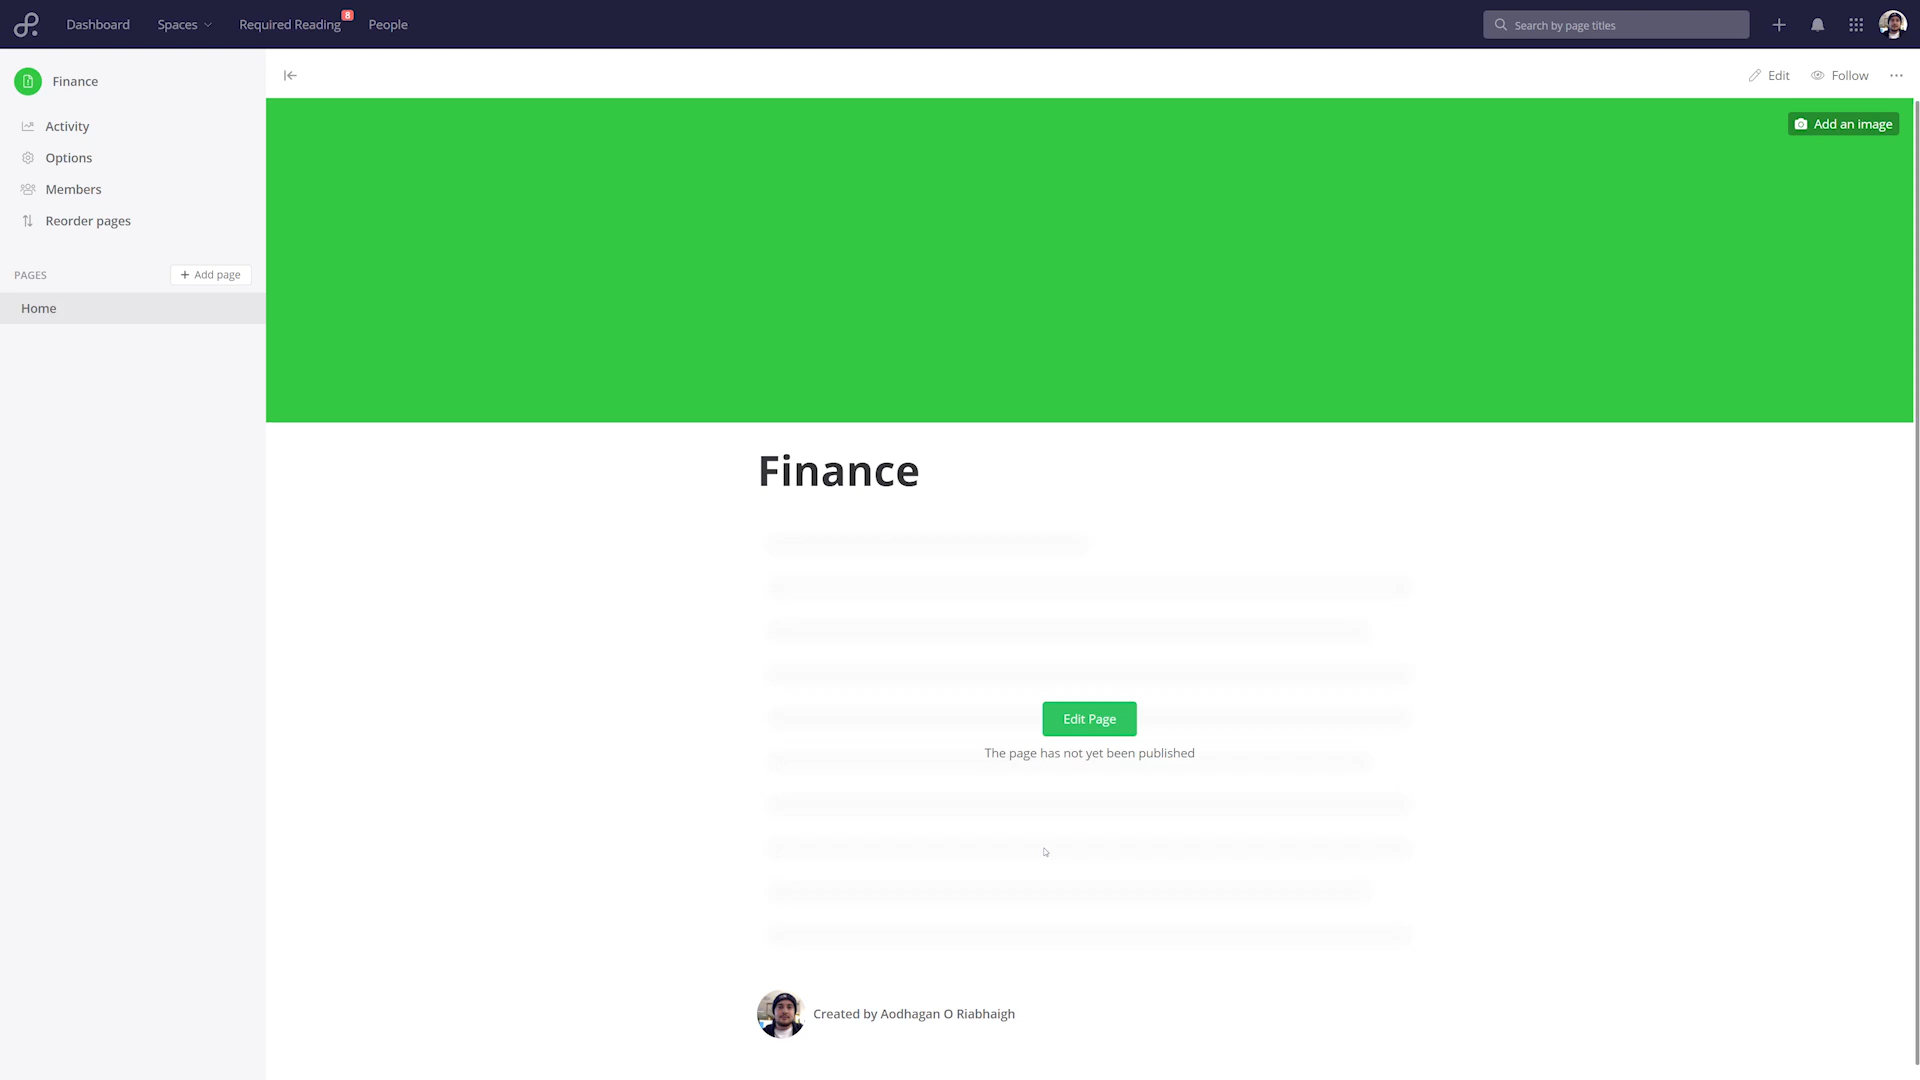 Dashboard
Spaces
Required Reading
8
People
Search by page titles
Finance
Edit
Follow
Activity
Add an image
Options
Members
Reorder pages
PAGES
+ Add page
Home
Finance
Edit Page
The page has not yet been published
Created by Aodhagan O Riabhaigh